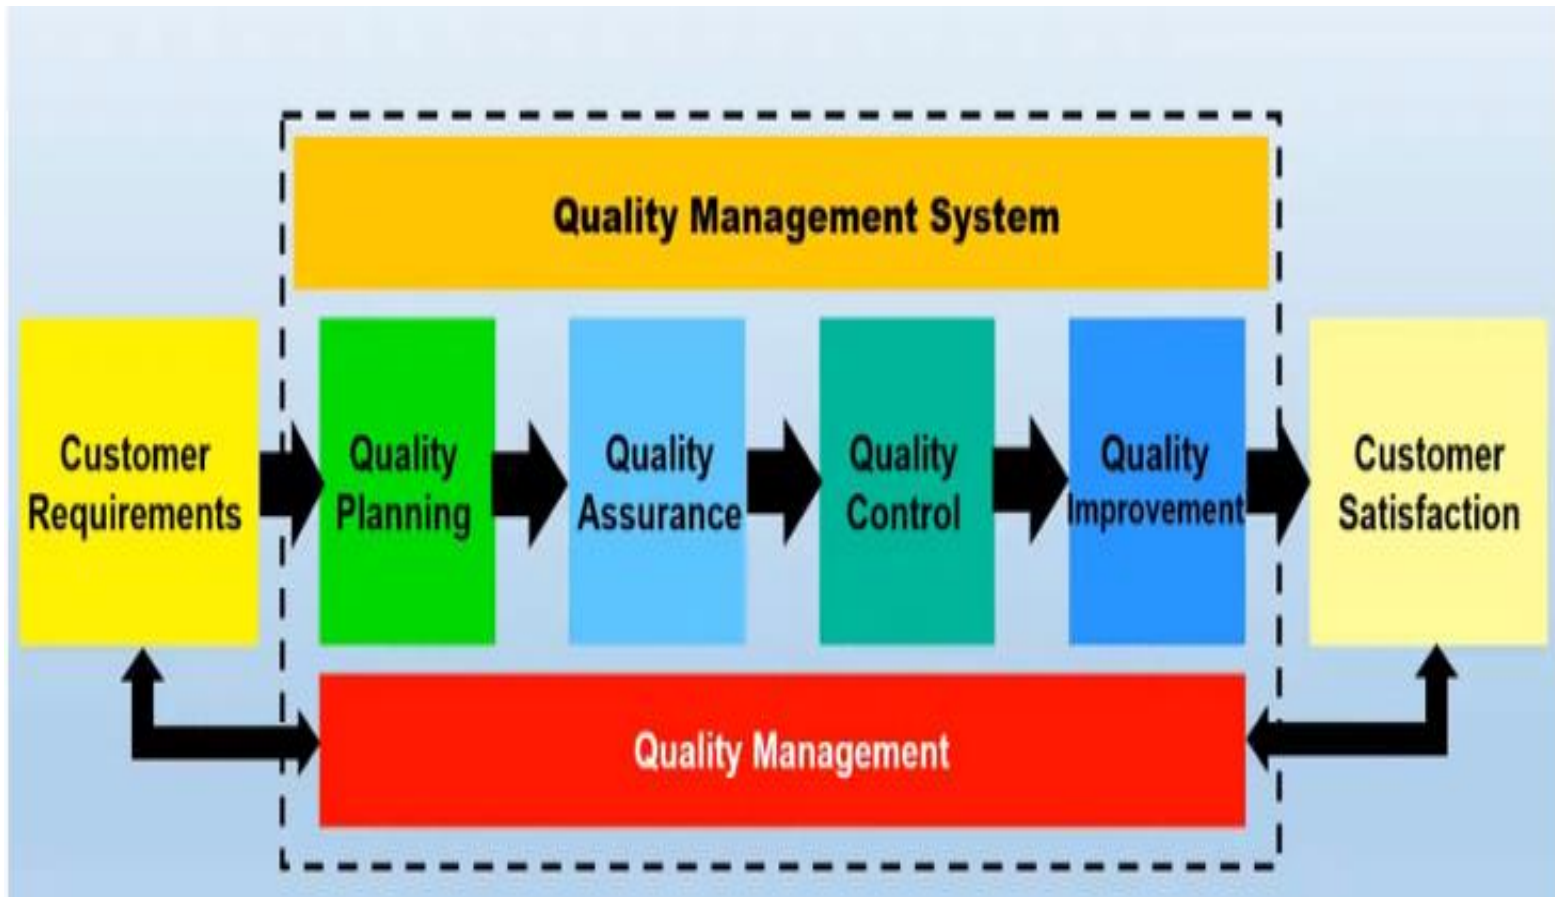 Quality Management System
Customer
Requirements
Quality
Planning
Quality
Assurance
Quality
Control
Quality
Improvement
Customer
Satisfaction
Quality Management